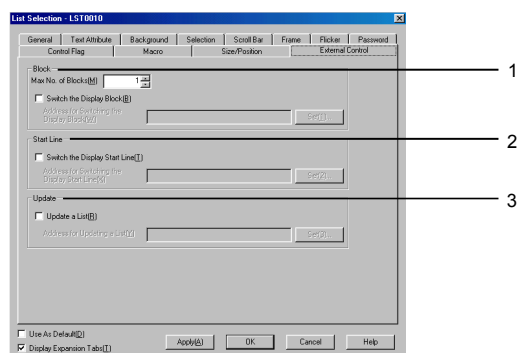 List Selection - LST0010
General Text Attribute Background Selection Scroll Bar Frame Flicker Password
Control Flag Macro Size/Position External Control
Block
1
Max No. of Blocks[M] 1
Switch the Display Block[B]
Address for Switching the
Display Block[W] Set[1]...
Start Line
2
Switch the Display Start Line[T]
Address for Switching the
Display Start Line[X] Set[2]...
Update
3
Update a List[R]
Address for Updating a List[Y] Set[3]...
Use As Default[D]
Display Expansion Tabs[T]
Apply[A] OK Cancel Help